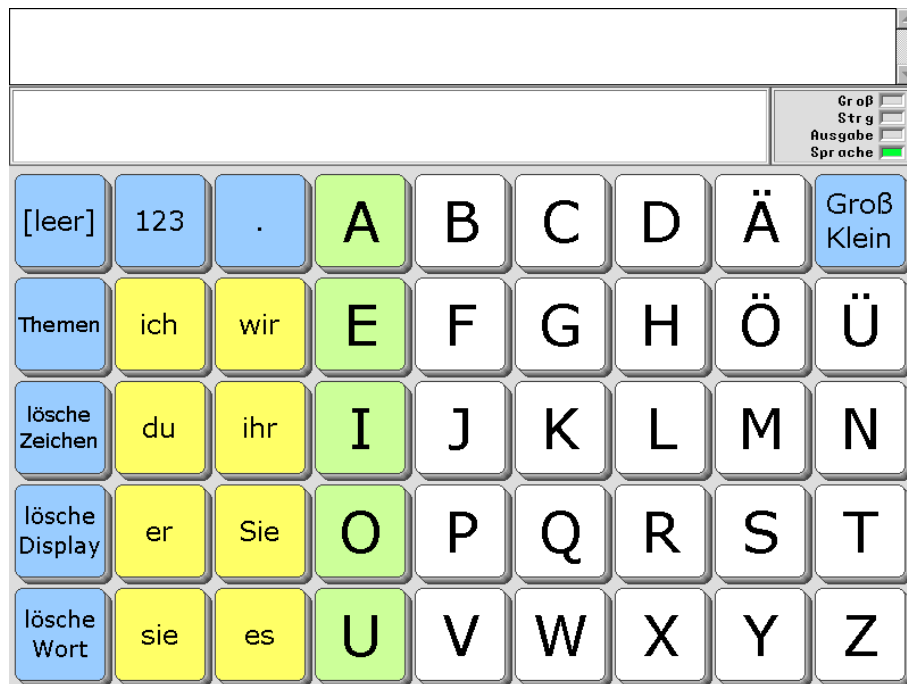 Groß
Strg
Ausgabe
Sprache
[leer] 123 . A B C D Ä Groß Klein
Themen ich wir E F G H Ö Ü
lösche Zeichen du ihr I J K L M N
lösche Display er Sie O P Q R S T
lösche Wort sie es U V W X Y Z